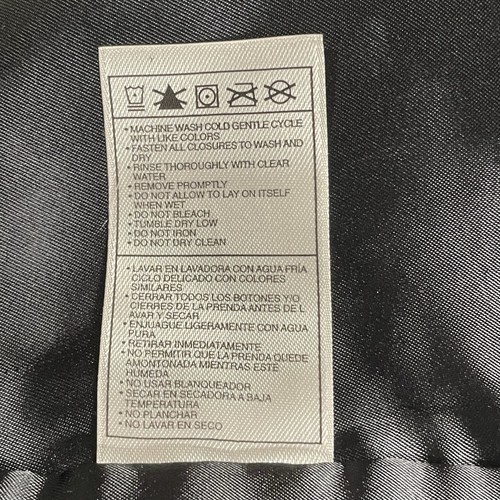 • MACHINE WASH COLD GENTLE CYCLE
WITH LIKE COLORS
• FASTEN ALL CLOSURES TO WASH AND
DRY
• RINSE THOROUGHLY WITH CLEAR
WATER
• REMOVE PROMPTLY
• DO NOT ALLOW TO LAY ON ITSELF
WHEN WET
• DO NOT BLEACH
• TUMBLE DRY LOW
• DO NOT IRON
• DO NOT DRY CLEAN
• LAVAR EN LAVADORA CON AGUA FRÍA
CICLO DELICADO CON COLORES
SIMILARES
• CERRAR TODOS LOS BOTONES Y/O
CIERRES DE LA PRENDA ANTES DE L
AVAR Y SECAR
• ENJUAGUE LIGERAMENTE CON AGUA
PURA
• RETIRAR INMEDIATAMENTE
• NO PERMITIR QUE LA PRENDA QUEDE
AMONTONADA MIENTRAS ESTÉ
HUMEDA
• NO USAR BLANQUEADOR
• SECAR EN SECADORA A BAJA
TEMPERATURA
• NO PLANCHAR
• NO LAVAR EN SECO